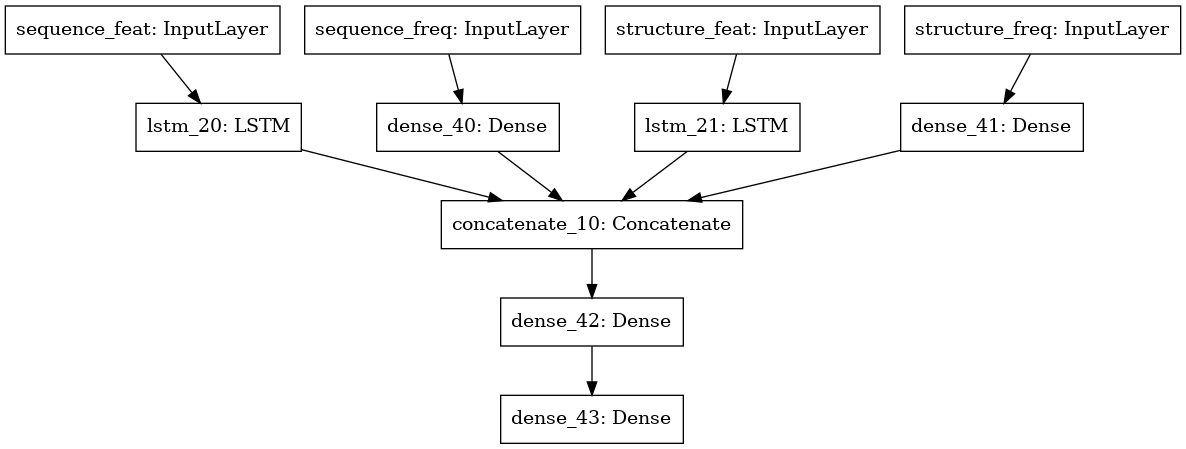 sequence_feat: InputLayer
sequence_freq: InputLayer
structure_feat: InputLayer
structure_freq: InputLayer
lstm_20: LSTM
dense_40: Dense
lstm_21: LSTM
dense_41: Dense
concatenate_10: Concatenate
dense_42: Dense
dense_43: Dense